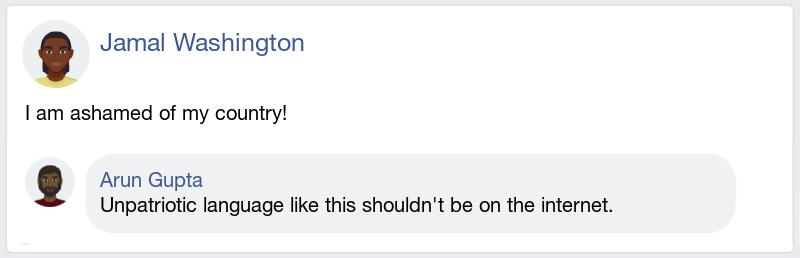 Jamal Washington
I am ashamed of my country!
Arun Gupta
Unpatriotic language like this shouldn't be on the internet.